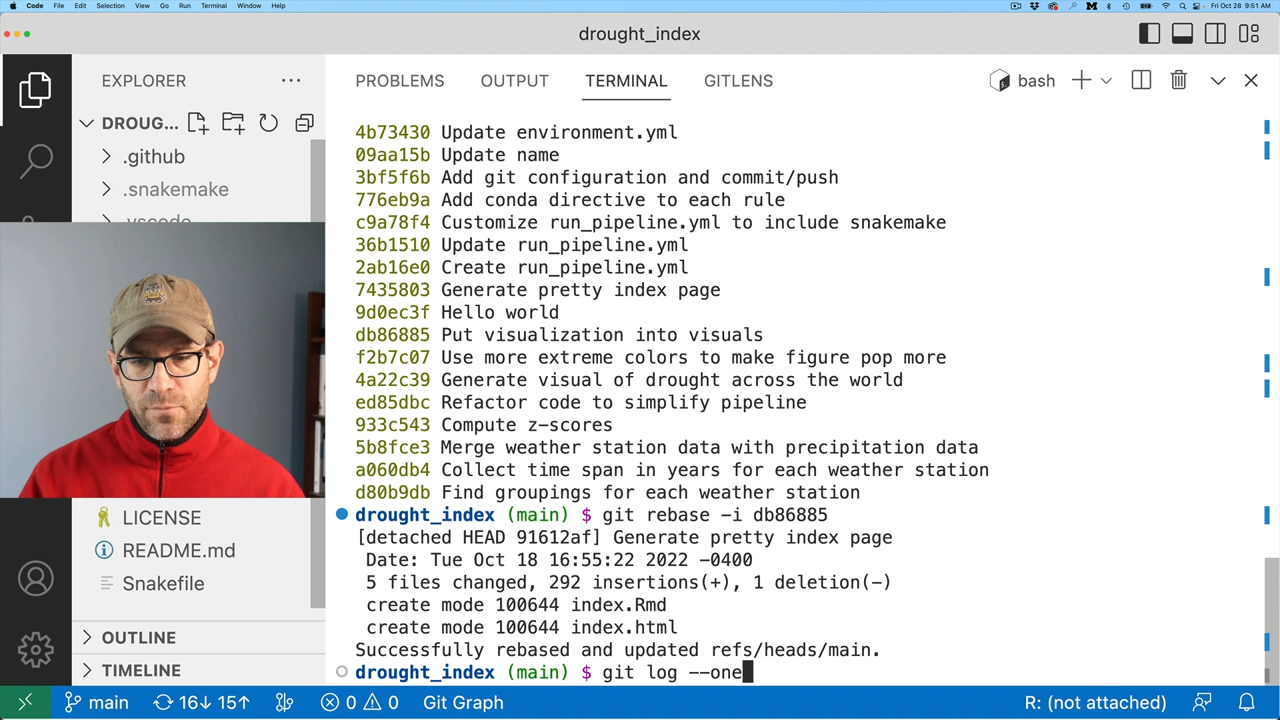 Code File Edit Selection View Go Run Terminal Window Help Fri Oct 28 9:51 AM
drought_index
EXPLORER
PROBLEMS OUTPUT TERMINAL GITLENS bash
DROUG...
.github
.snakemake
.vscode
LICENSE
README.md
Snakefile
OUTLINE
TIMELINE
4b73430 Update environment.yml
09aa15b Update name
3bf5f6b Add git configuration and commit/push
776eb9a Add conda directive to each rule
c9a78f4 Customize run_pipeline.yml to include snakemake
36b1510 Update run_pipeline.yml
2ab16e0 Create run_pipeline.yml
7435803 Generate pretty index page
9d0ec3f Hello world
db86885 Put visualization into visuals
f2b7c07 Use more extreme colors to make figure pop more
4a22c39 Generate visual of drought across the world
ed85dbc Refactor code to simplify pipeline
933c543 Compute z-scores
5b8fce3 Merge weather station data with precipitation data
a060db4 Collect time span in years for each weather station
d80b9db Find groupings for each weather station
drought_index (main) $ git rebase -i db86885
[detached HEAD 91612af] Generate pretty index page
Date: Tue Oct 18 16:55:22 2022 -0400
5 files changed, 292 insertions(+), 1 deletion(-)
create mode 100644 index.Rmd
create mode 100644 index.html
Successfully rebased and updated refs/heads/main.
drought_index (main) $ git log --one
main 16↓ 15↑ 0 0 Git Graph R: (not attached)